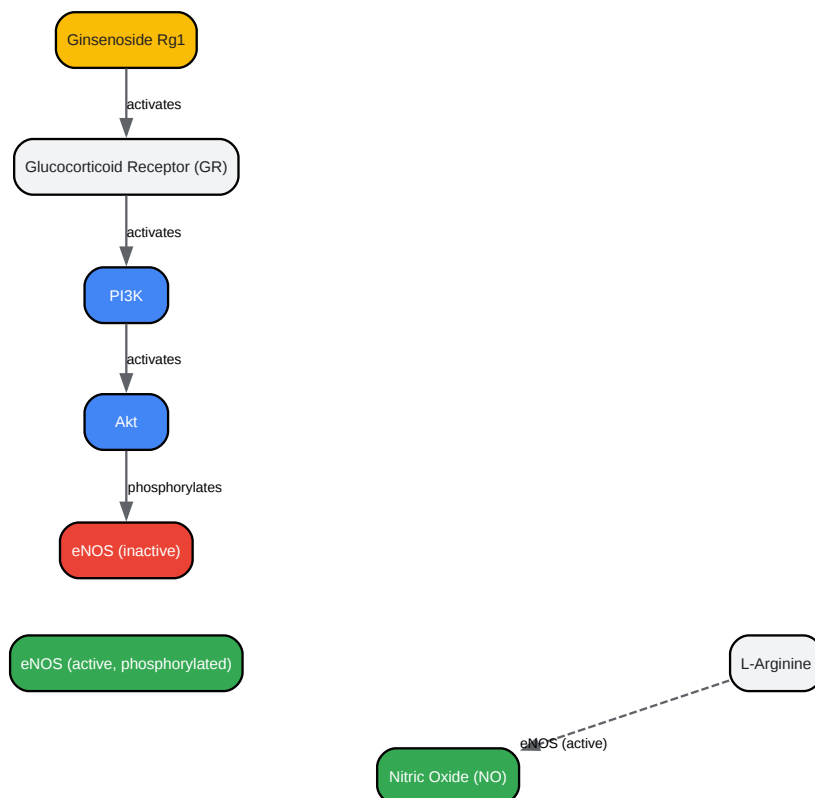 Ginsenoside Rg1
activates
Glucocorticoid Receptor (GR)
activates
PI3K
activates
Akt
phosphorylates
eNOS (inactive)
eNOS (active, phosphorylated)
L-Arginine
eNOS (active)
Nitric Oxide (NO)